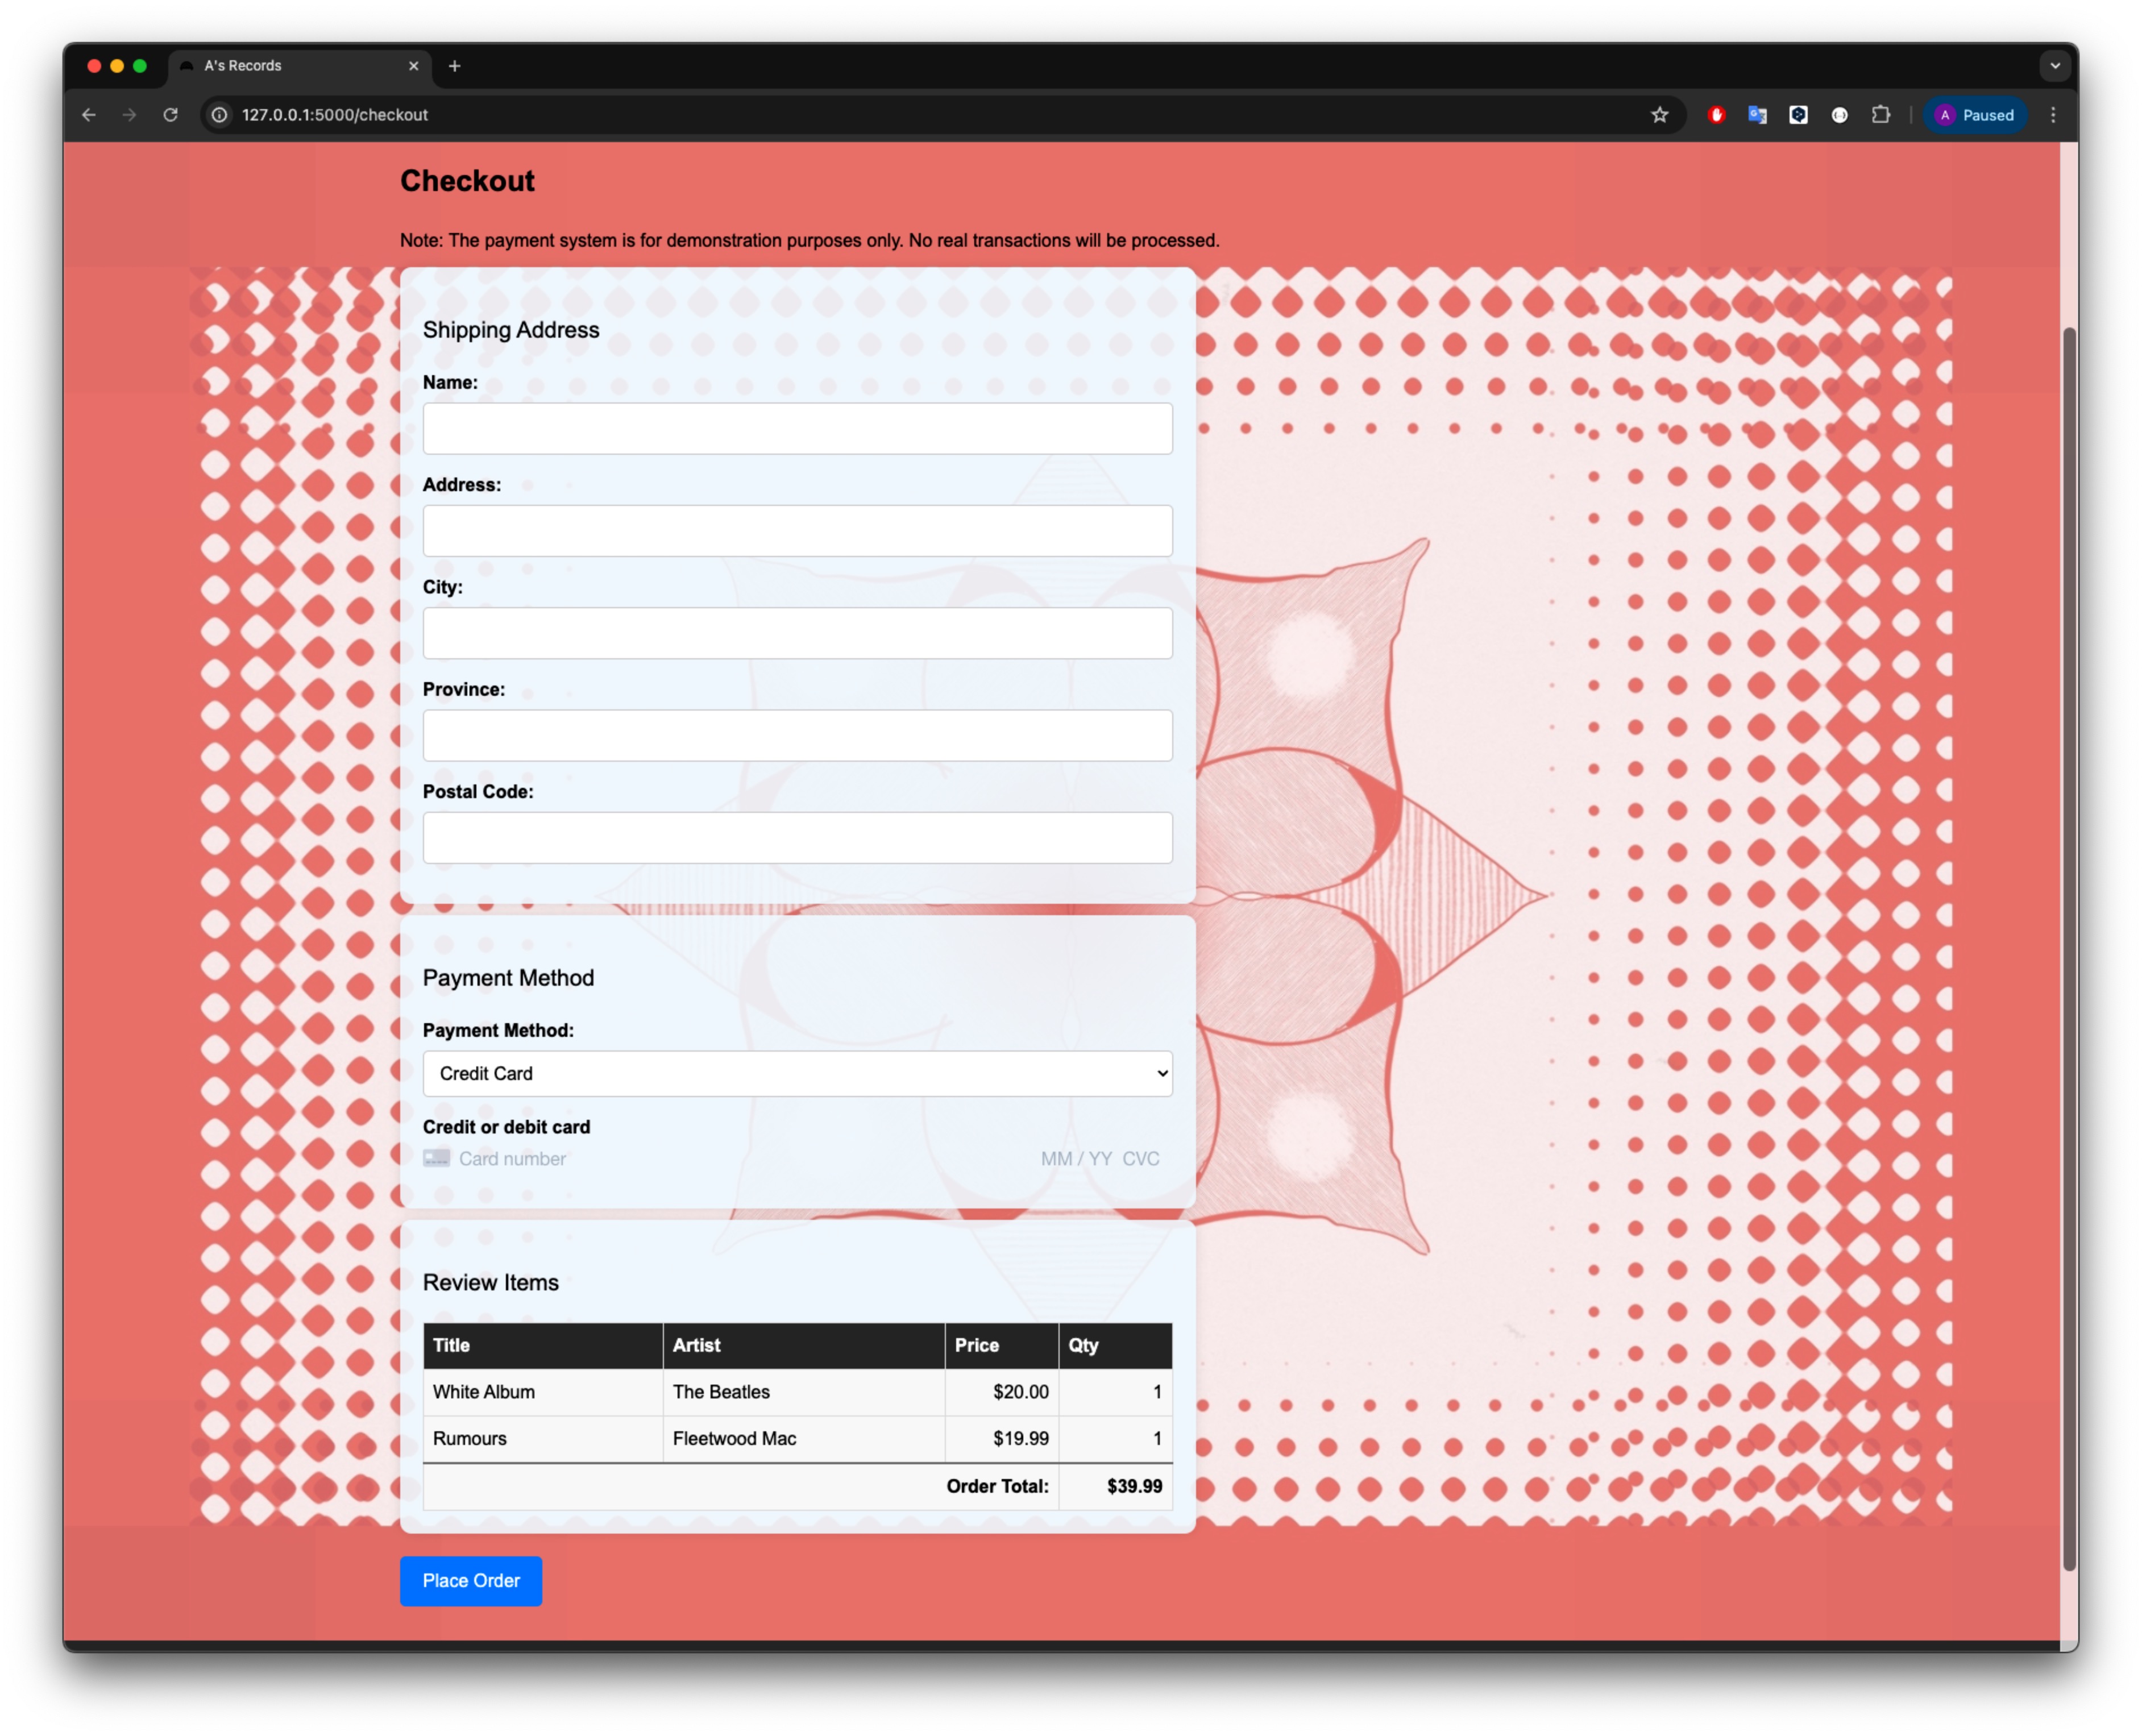 A's Records
127.0.0.1:5000/checkout
A Paused
Checkout
Note: The payment system is for demonstration purposes only. No real transactions will be processed.
Shipping Address
Name:
Address:
City:
Province:
Postal Code:
Payment Method
Payment Method:
Credit Card
Credit or debit card
Card number MM / YY CVC
Review Items
Title Artist Price Qty
White Album The Beatles $20.00 1
Rumours Fleetwood Mac $19.99 1
Order Total: $39.99
Place Order